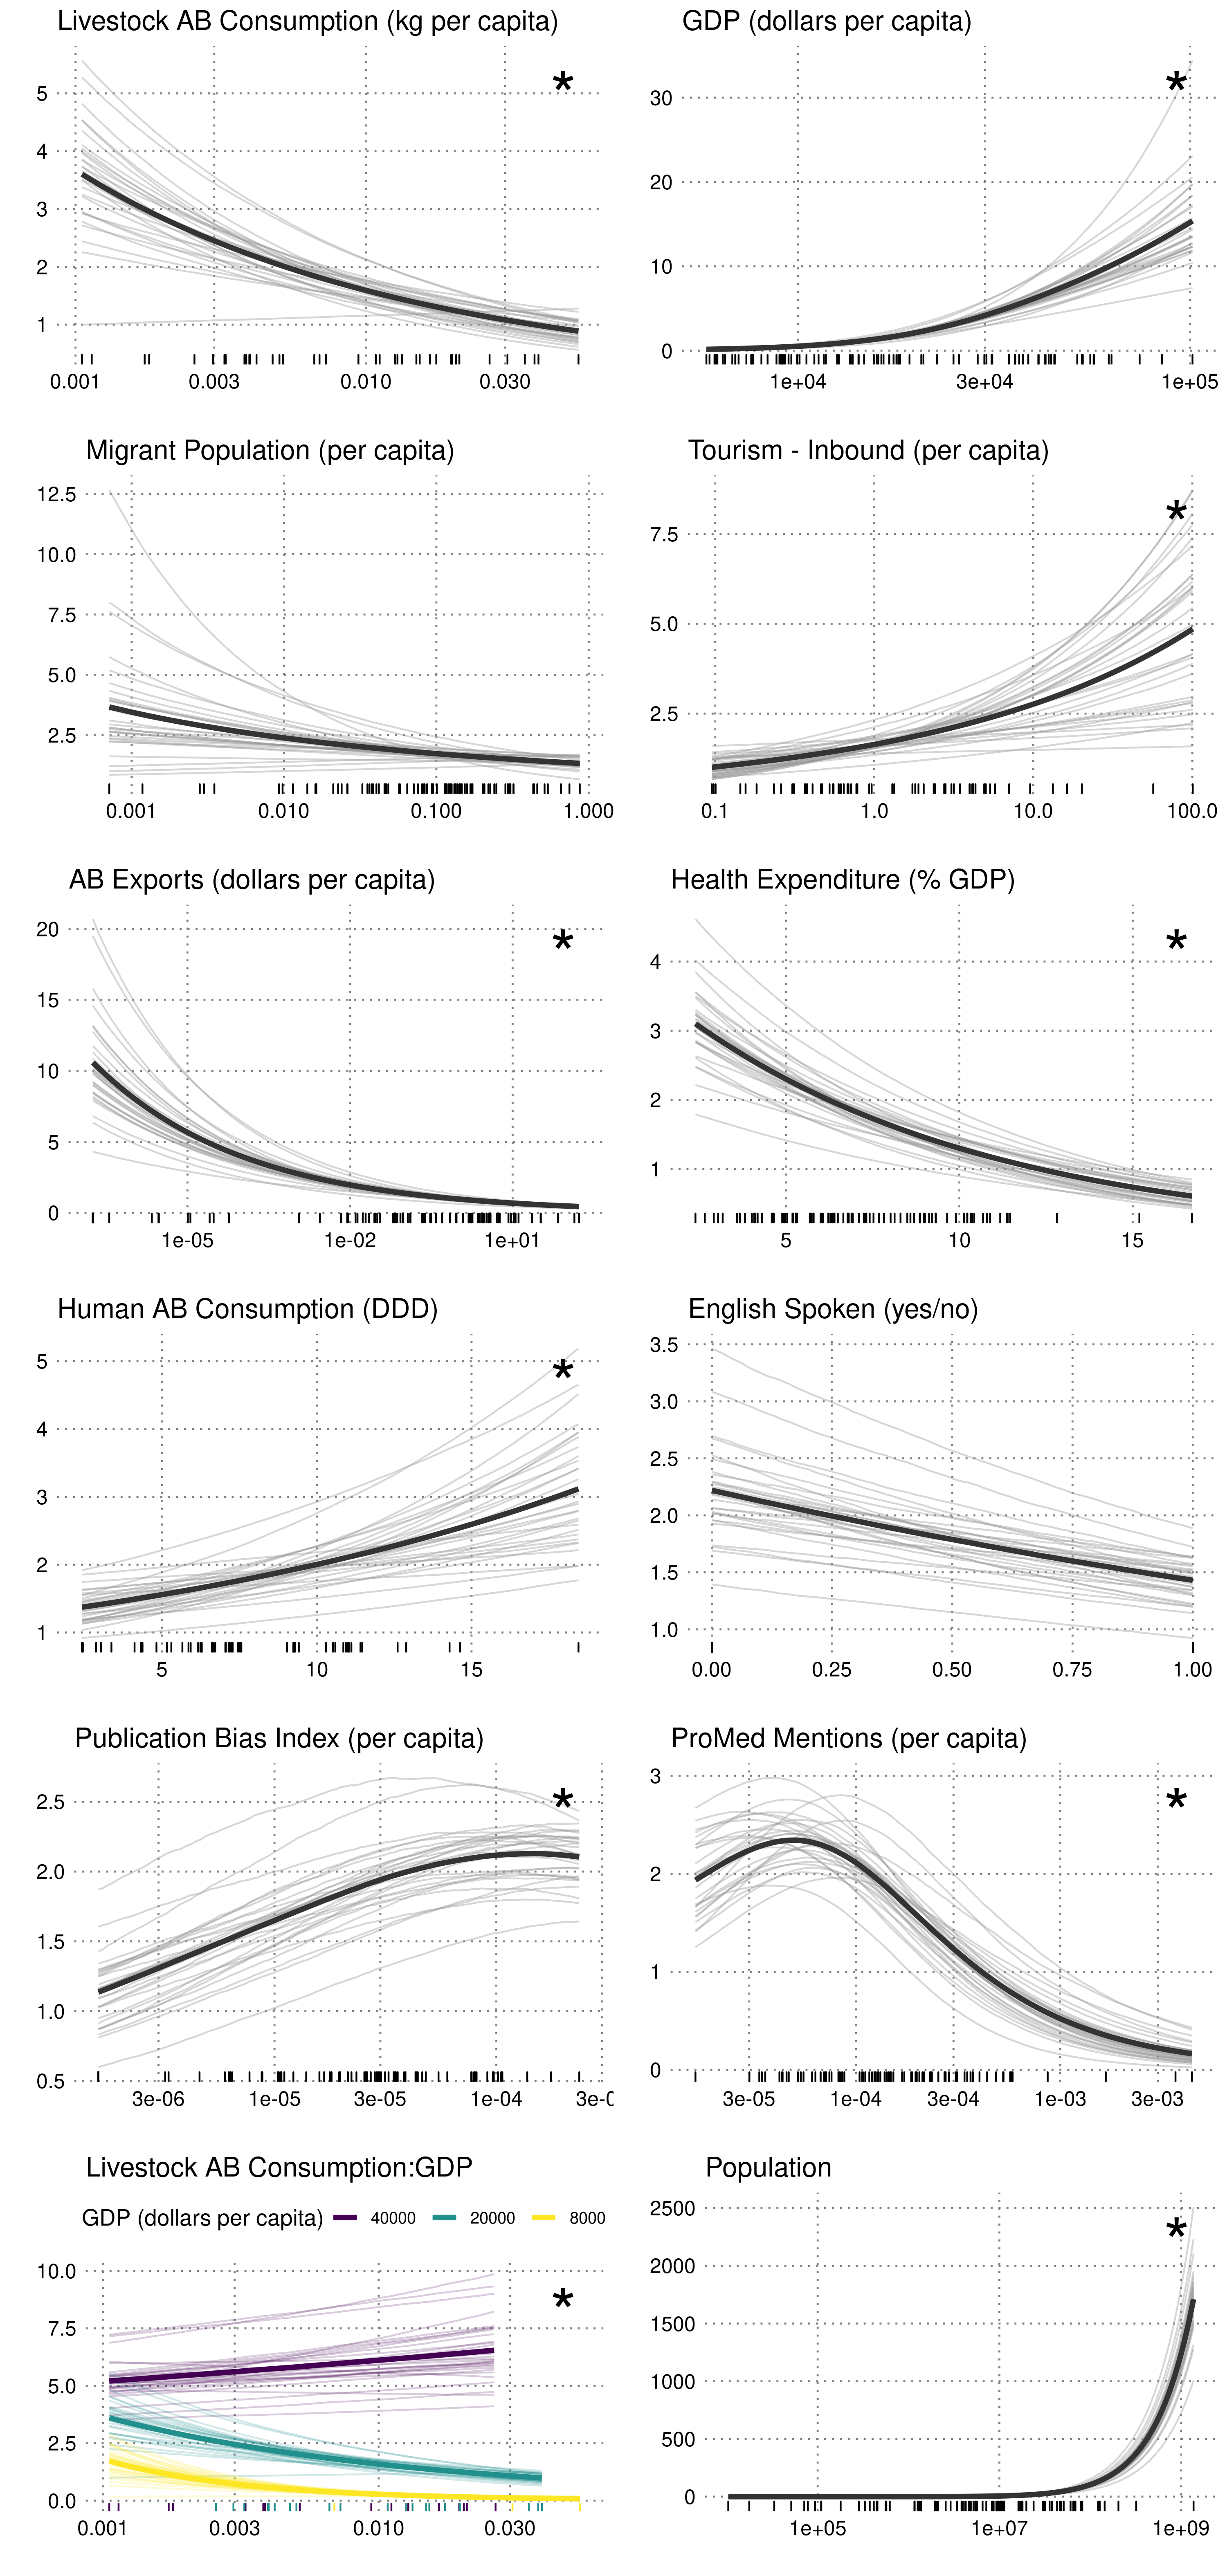 Livestock AB Consumption (kg per capita)
*
5
4
3
2
1
0.001 0.003 0.010 0.030
GDP (dollars per capita)
*
30
20
10
0
1e+04 3e+04 1e+05
Migrant Population (per capita)
12.5
10.0
7.5
5.0
2.5
0.001 0.010 0.100 1.000
Tourism - Inbound (per capita)
*
7.5
5.0
2.5
0.1 1.0 10.0 100.0
AB Exports (dollars per capita)
*
20
15
10
5
0
1e-05 1e-02 1e+01
Health Expenditure (% GDP)
*
4
3
2
1
5 10 15
Human AB Consumption (DDD)
*
5
4
3
2
1
5 10 15
English Spoken (yes/no)
3.5
3.0
2.5
2.0
1.5
1.0
0.00 0.25 0.50 0.75 1.00
Publication Bias Index (per capita)
*
2.5
2.0
1.5
1.0
0.5
3e-06 1e-05 3e-05 1e-04 3e-0
ProMed Mentions (per capita)
*
3
2
1
0
3e-05 1e-04 3e-04 1e-03 3e-03
Livestock AB Consumption:GDP
GDP (dollars per capita) 40000 20000 8000
*
10.0
7.5
5.0
2.5
0.0
0.001 0.003 0.010 0.030
Population
*
2500
2000
1500
1000
500
0
1e+05 1e+07 1e+09